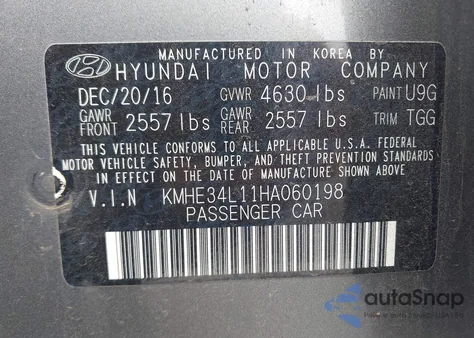 MANUFACTURED IN KOREA BY
HYUNDAI MOTOR COMPANY
DEC/20/16 GVWR 4630 lbs PAINT U9G
GAWR FRONT 2557 lbs GAWR REAR 2557 lbs TRIM TGG
THIS VEHICLE CONFORMS TO ALL APPLICABLE U.S.A. FEDERAL
MOTOR VEHICLE SAFETY, BUMPER, AND THEFT PREVENTION STANDARDS
IN EFFECT ON THE DATE OF MANUFACTURE SHOWN ABOVE.
V.I.N KMHE34L11HA060198
PASSENGER CAR
autoSnap